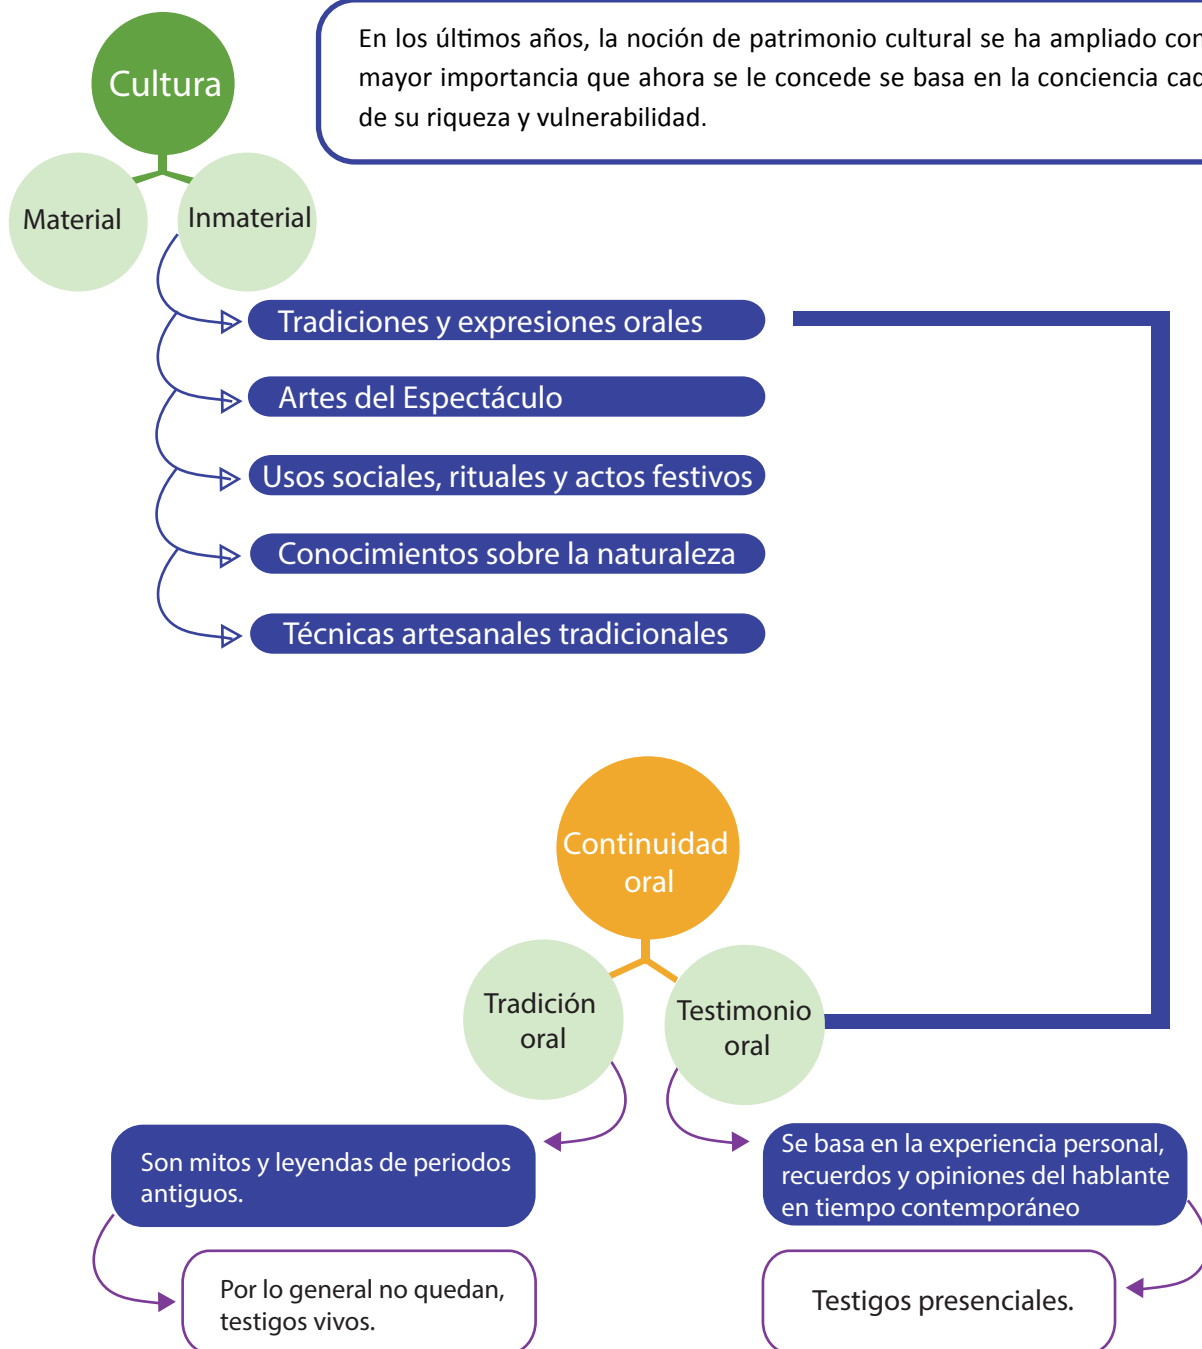 Cultura
En los últimos años, la noción de patrimonio cultural se ha ampliado con
mayor importancia que ahora se le concede se basa en la conciencia
de su riqueza y vulnerabilidad.
Material
Inmaterial
Tradiciones y expresiones orales
Artes del Espectáculo
Usos sociales, rituales y actos festivos
Conocimientos sobre la naturaleza
Técnicas artesanales tradicionales
Continuidad
oral
Tradición
oral
Testimonio
oral
Son mitos y leyendas de periodos
antiguos.
Se basa en la experiencia personal,
recuerdos y opiniones del hablante
en tiempo contemporáneo
Por lo general no quedan,
testigos vivos.
Testigos presenciales.